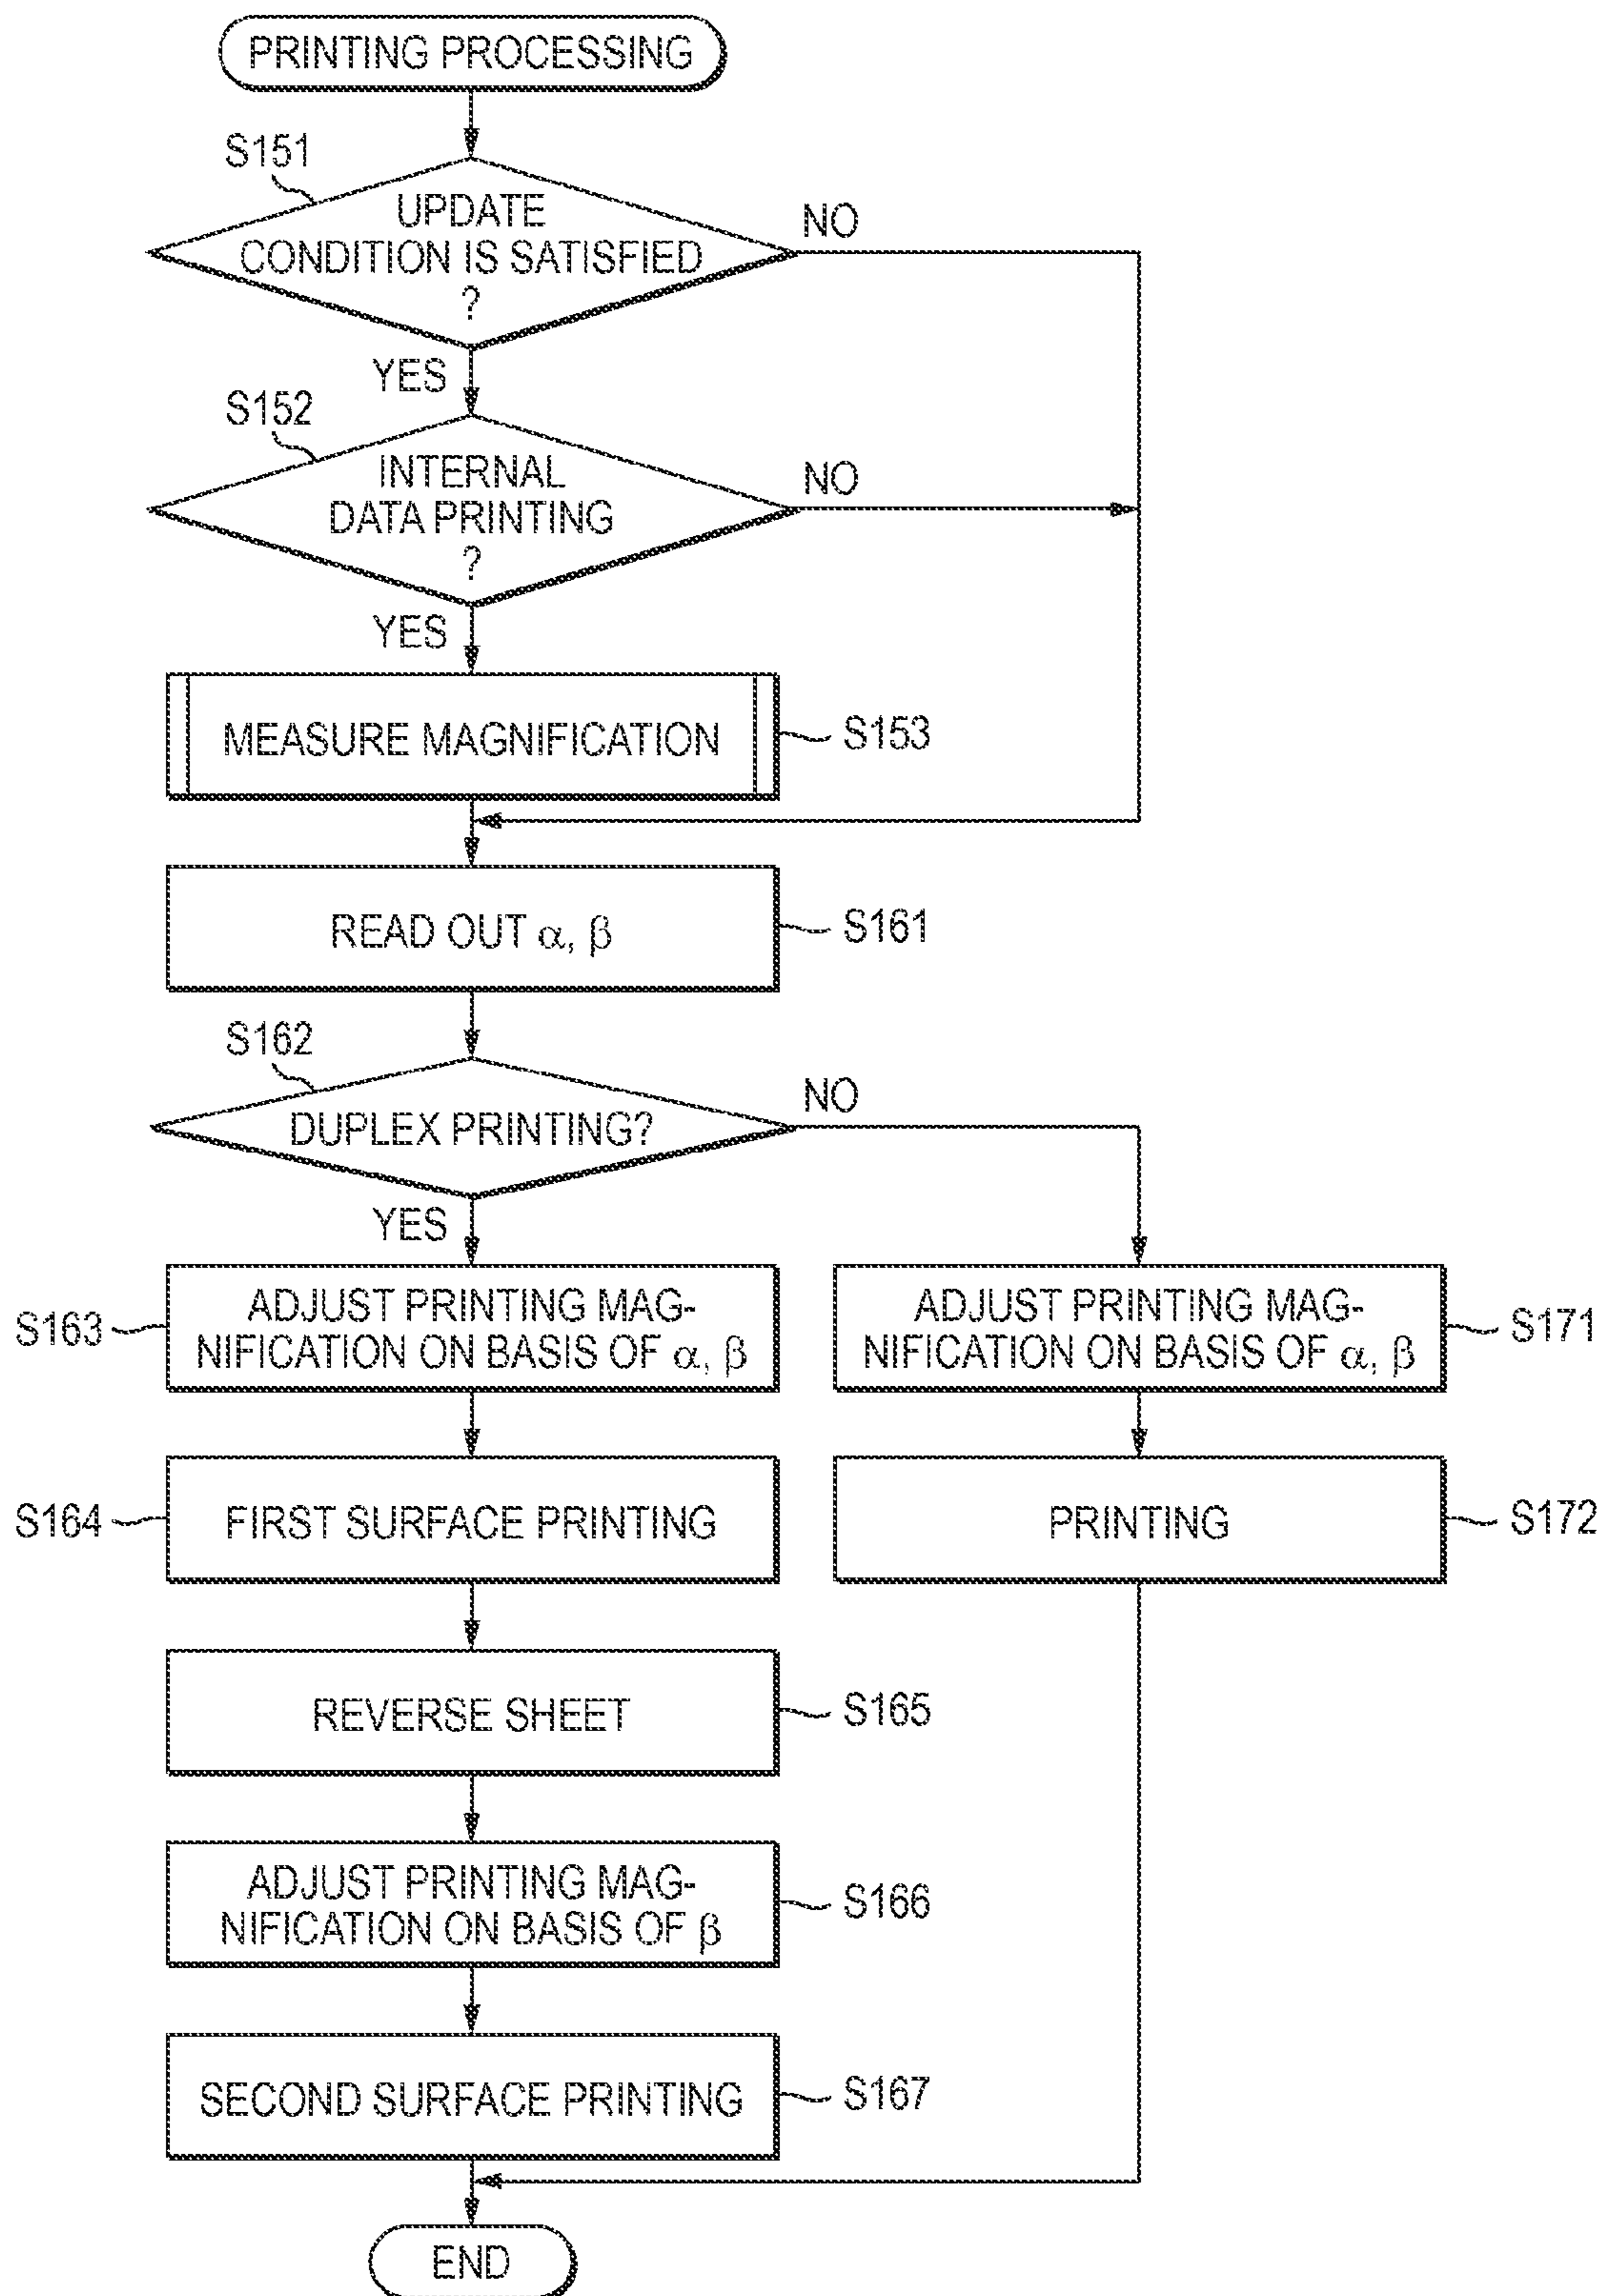 PRINTING PROCESSING
S151
UPDATE
CONDITION IS SATISFIED
?
NO
YES
S152
INTERNAL
DATA PRINTING
?
NO
YES
MEASURE MAGNIFICATION
S153
READ OUT α, β
S161
S162
DUPLEX PRINTING?
NO
YES
S163
ADJUST PRINTING MAG-
NIFICATION ON BASIS OF α, β
ADJUST PRINTING MAG-
NIFICATION ON BASIS OF α, β
S171
S164
FIRST SURFACE PRINTING
PRINTING
S172
REVERSE SHEET
S165
ADJUST PRINTING MAG-
NIFICATION ON BASIS OF β
S166
SECOND SURFACE PRINTING
S167
END